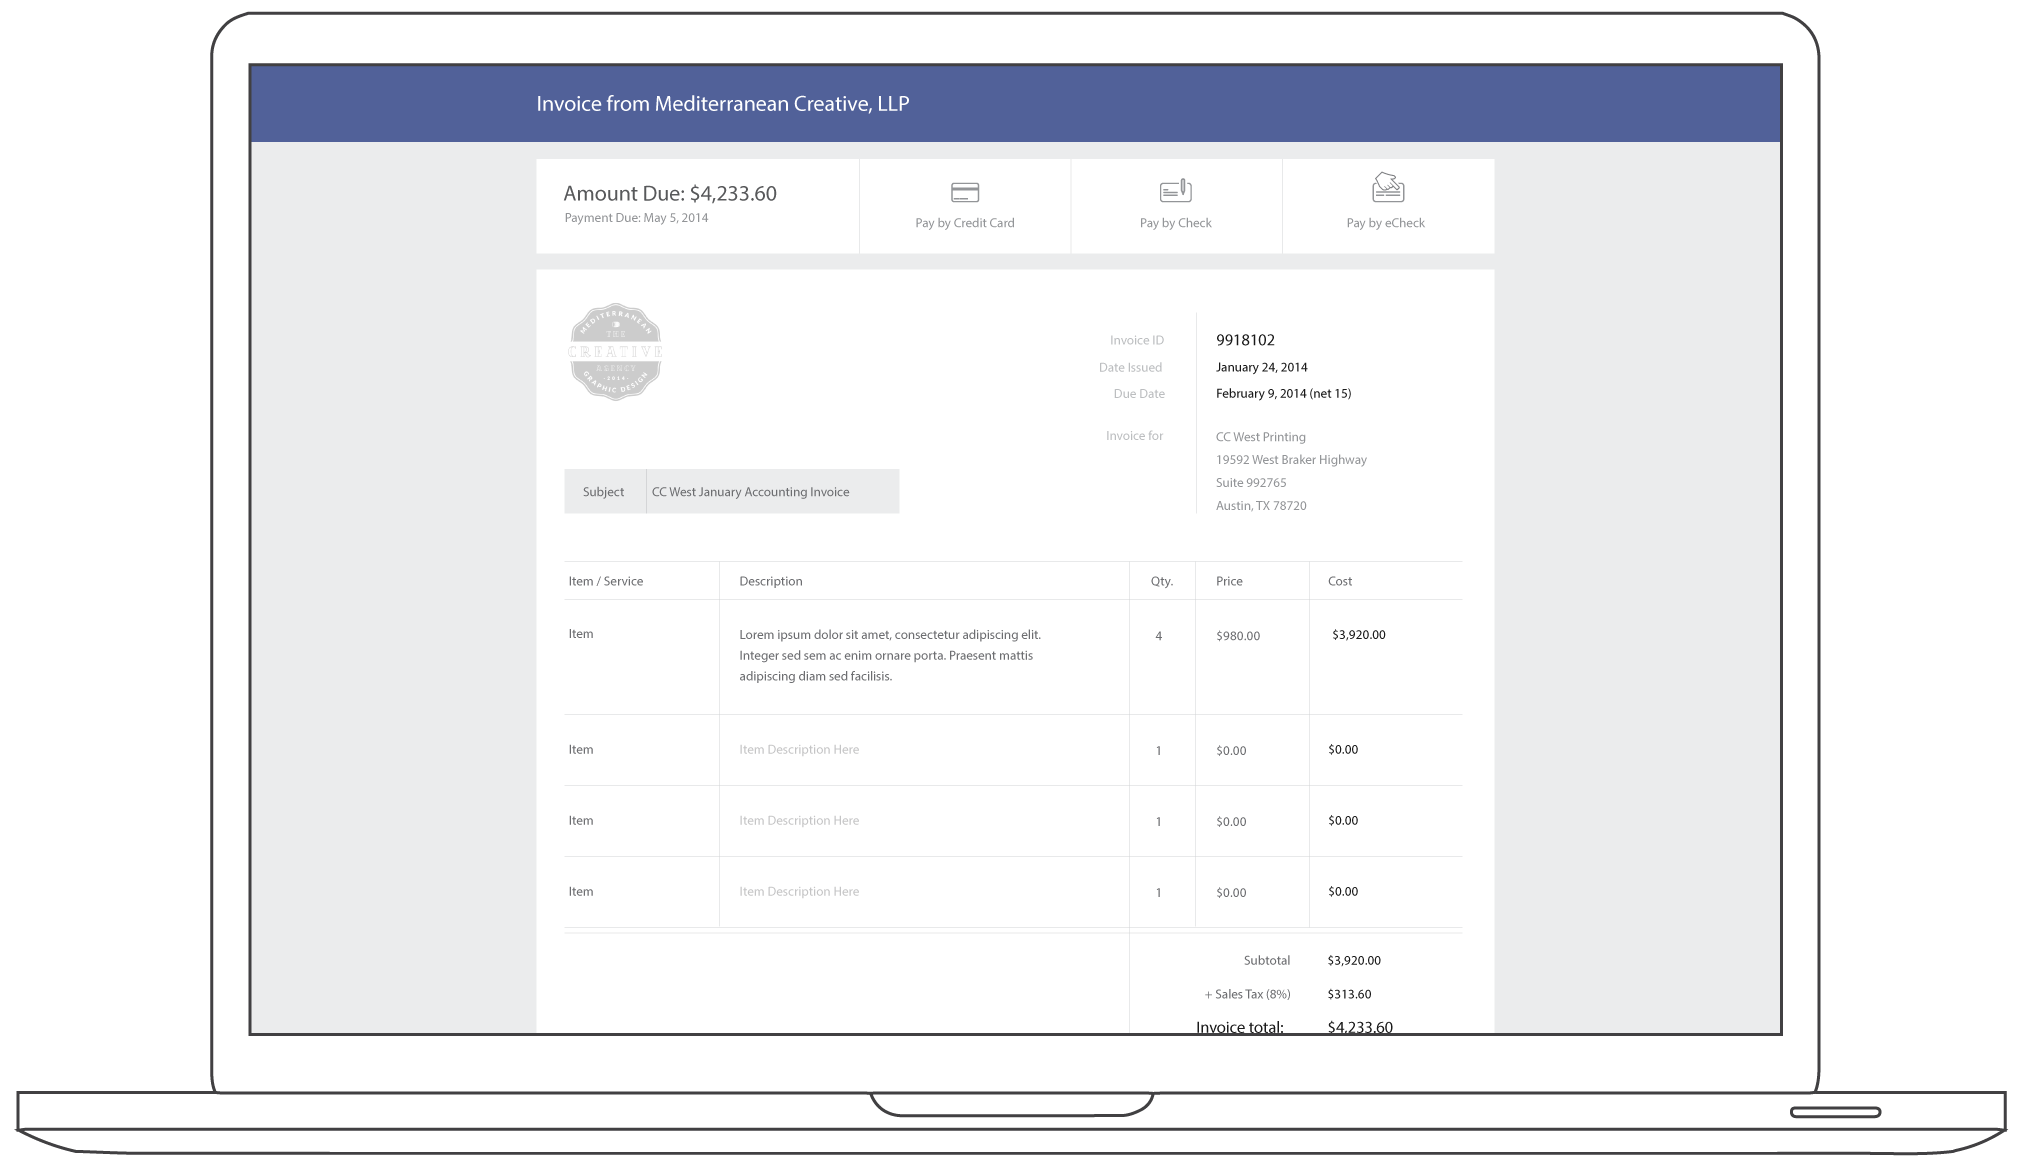 Invoice from Mediterranean Creative, LLP
Amount Due: $4,233.60
Payment Due: May 5, 2014
Pay by Credit Card
Pay by Check
Pay by eCheck
MEDITERRANEAN
THE
CREATIVE
AGENCY
2014
GRAPHIC DESIGN
Invoice ID 9918102
Date Issued January 24, 2014
Due Date February 9, 2014 (net 15)
Invoice for CC West Printing
19592 West Braker Highway
Suite 992765
Austin, TX 78720
Subject CC West January Accounting Invoice
Item / Service Description Qty. Price Cost
Item Lorem ipsum dolor sit amet, consectetur adipiscing elit. 4 $980.00 $3,920.00
Integer sed sem ac enim ornare porta. Praesent mattis
adipiscing diam sed facilisis.
Item Item Description Here 1 $0.00 $0.00
Item Item Description Here 1 $0.00 $0.00
Item Item Description Here 1 $0.00 $0.00
Subtotal $3,920.00
+ Sales Tax (8%) $313.60
Invoice total: $4,233.60